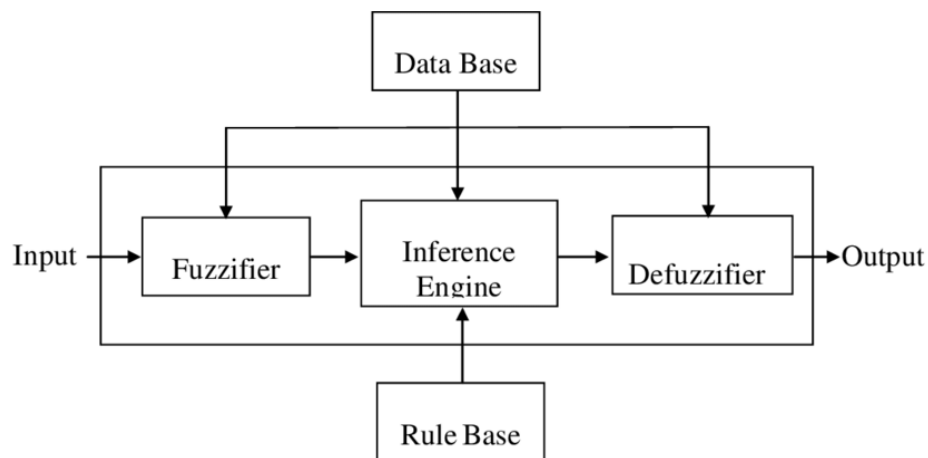 Data Base
Input
Fuzzifier
Inference
Engine
Defuzzifier
Output
Rule Base